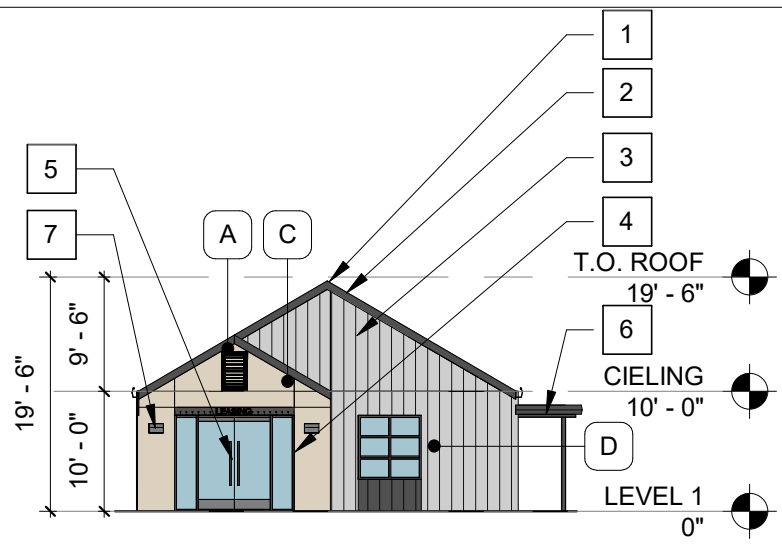 1
2
3
4
5
7
A
C
T.O. ROOF
19' - 6"
6
CIELING
10' - 0"
D
LEVEL 1
0"
19' - 6"
9' - 6"
10' - 0"
LEASING